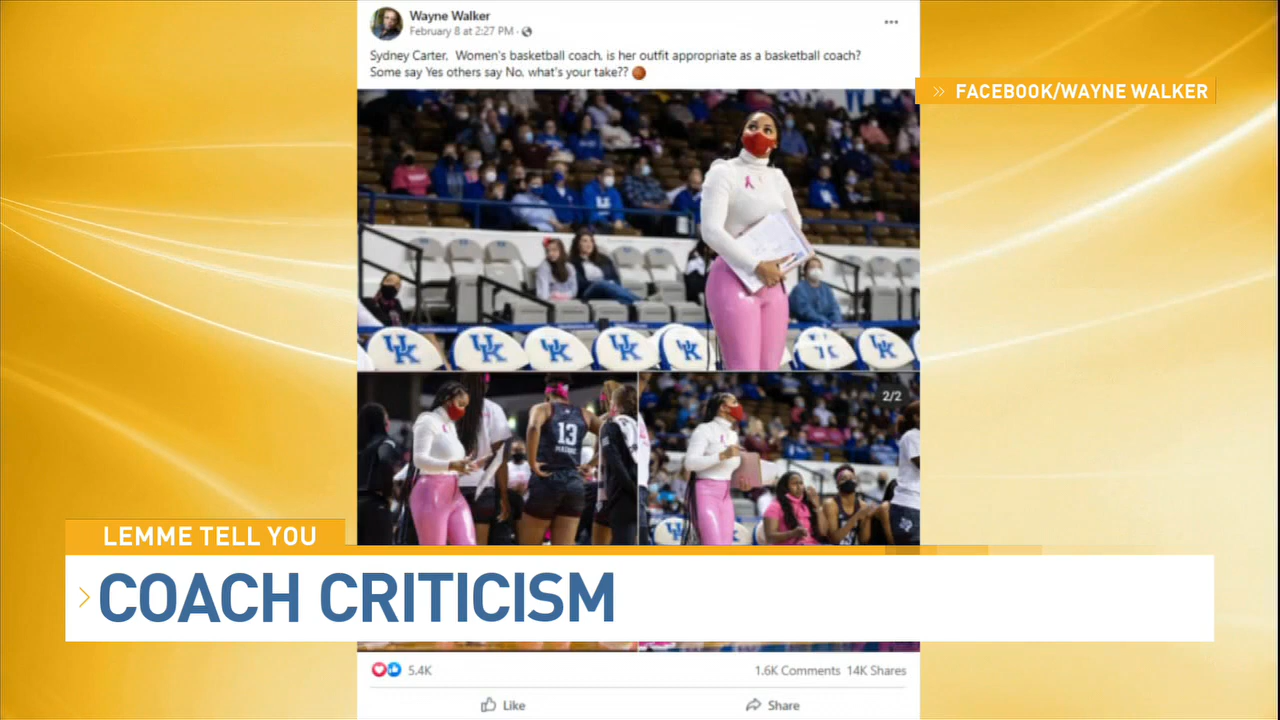 Wayne Walker
February 8 at 2:27 PM ·
Sydney Carter. Women's basketball coach, is her outfit appropriate as a basketball coach?
Some say Yes others say No, what's your take??
» FACEBOOK/WAYNE WALKER
UK UK UK UK UK UK
2/2
13
LEMME TELL YOU
COACH CRITICISM
5.4K 1.6K Comments 14K Shares
Like Share